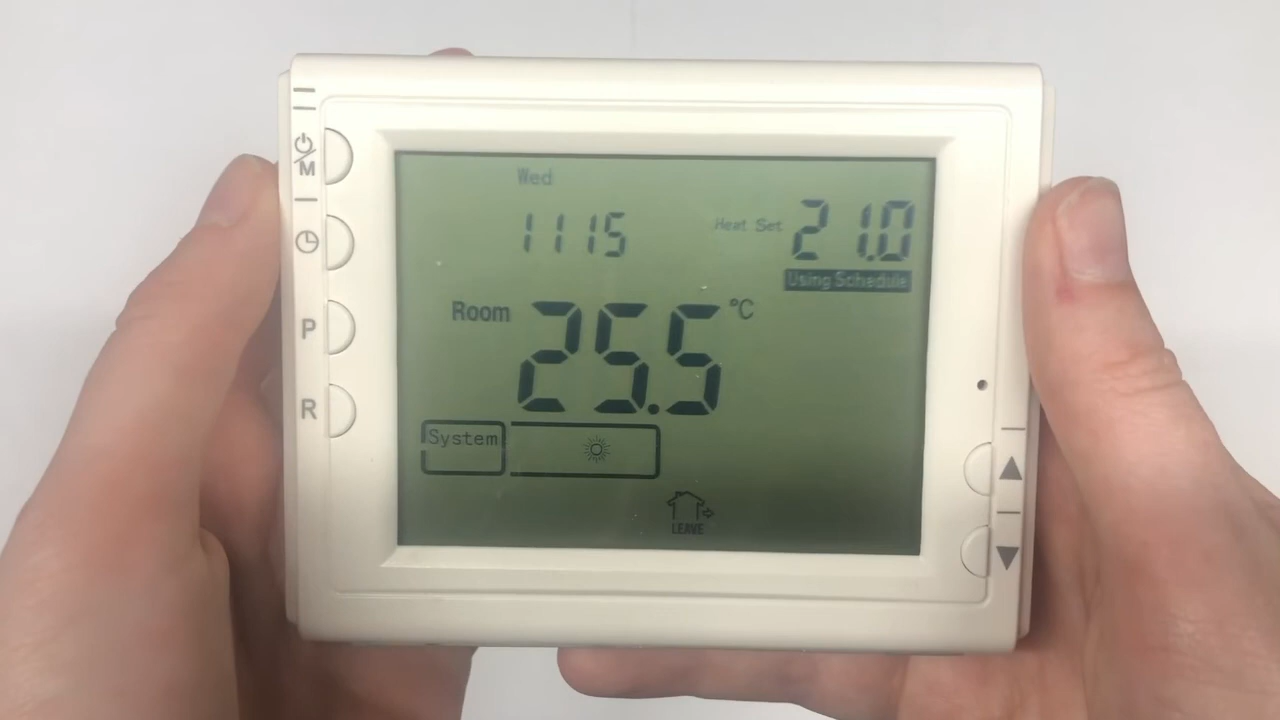 M
P
R
Wed
1115
Heat Set 21.0
Using Schedule
Room 25.5 °C
System
LEAVE